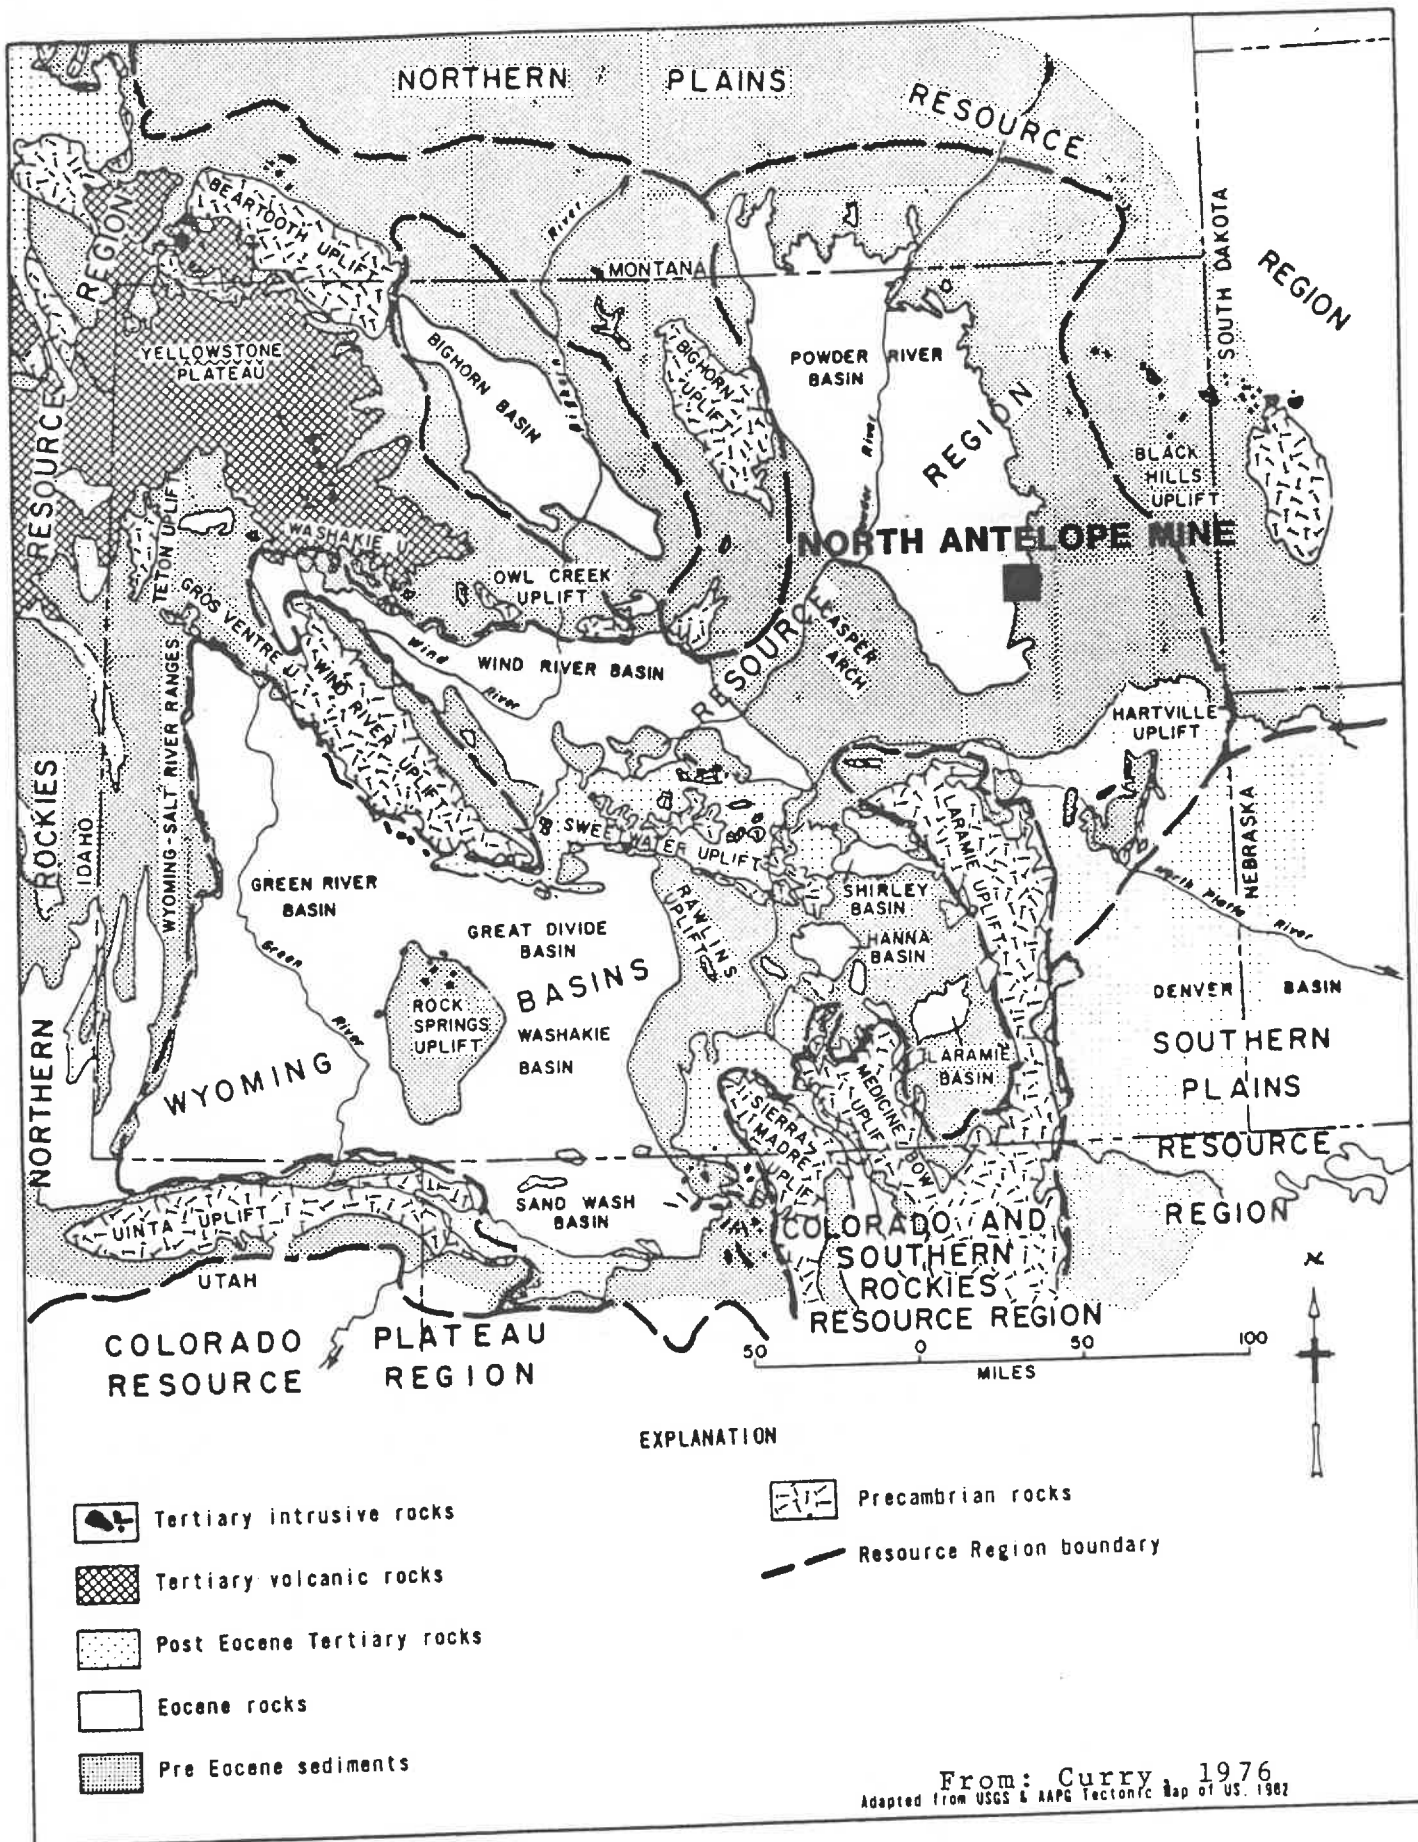 NORTHERN PLAINS
RESOURCE
REGION
SOUTH DAKOTA
REGION
BEARTOOTH UPLIFT
River
MONTANA
YELLOWSTONE
PLATEAU
BIGHORN BASIN
Bighorn
BIGHORN
UPLIFT
POWDER RIVER
BASIN
Powder River
REGION
RESOURCE
BLACK
HILLS
UPLIFT
NORTH ANTELOPE MINE
WASHAKIE U
TETON UPLIFT
OWL CREEK
UPLIFT
GROS VENTRE U
RESOURCE
CASPER
ARCH
Wind
River
WIND RIVER BASIN
WIND RIVER UPLIFT
WYOMING-SALT RIVER RANGES
HARTVILLE
UPLIFT
ROCKIES
IDAHO
SWEETWATER UPLIFT
LARAMIE UPLIFT
NEBRASKA
GREEN RIVER
BASIN
RAWLINS
UPLIFT
SHIRLEY
BASIN
North Platte River
GREAT DIVIDE
BASIN
HANNA
BASIN
Green
River
BASINS
ROCK
SPRINGS
UPLIFT
WASHAKIE
BASIN
DENVER BASIN
LARAMIE
BASIN
SOUTHERN
PLAINS
RESOURCE
REGION
WYOMING
NORTHERN
MEDICINE BOW
UPLIF
SIERRA
MADRE
UPLIFT
SAND WASH
BASIN
UINTA UPLIFT
UTAH
COLORADO AND
SOUTHERN
ROCKIES
RESOURCE REGION
COLORADO PLATEAU
RESOURCE REGION
50 0 50 100
MILES
EXPLANATION
Tertiary intrusive rocks
Tertiary volcanic rocks
Post Eocene Tertiary rocks
Eocene rocks
Pre Eocene sediments
Precambrian rocks
Resource Region boundary
From: Curry, 1976
Adapted from USGS & AAPG Tectonic Map of US. 1962